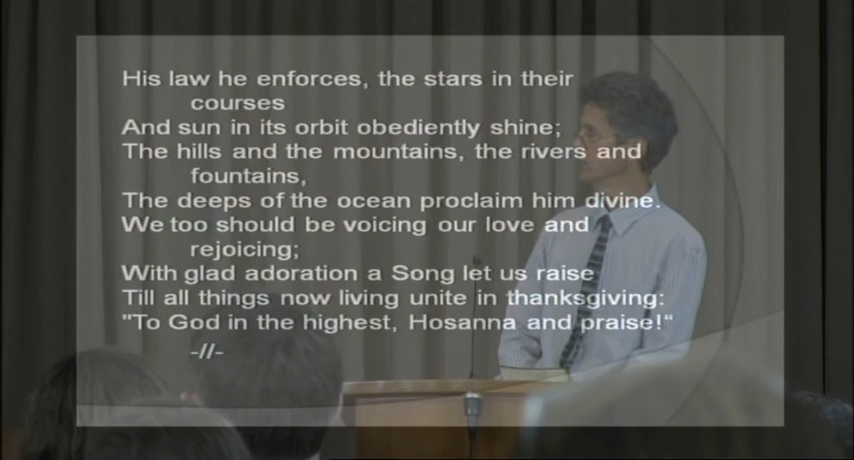 His law he enforces, the stars in their
courses
And sun in its orbit obediently shine;
The hills and the mountains, the rivers and
fountains,
The deeps of the ocean proclaim him divine.
We too should be voicing our love and
rejoicing;
With glad adoration a Song let us raise
Till all things now living unite in thanksgiving:
"To God in the highest, Hosanna and praise!“
-//-